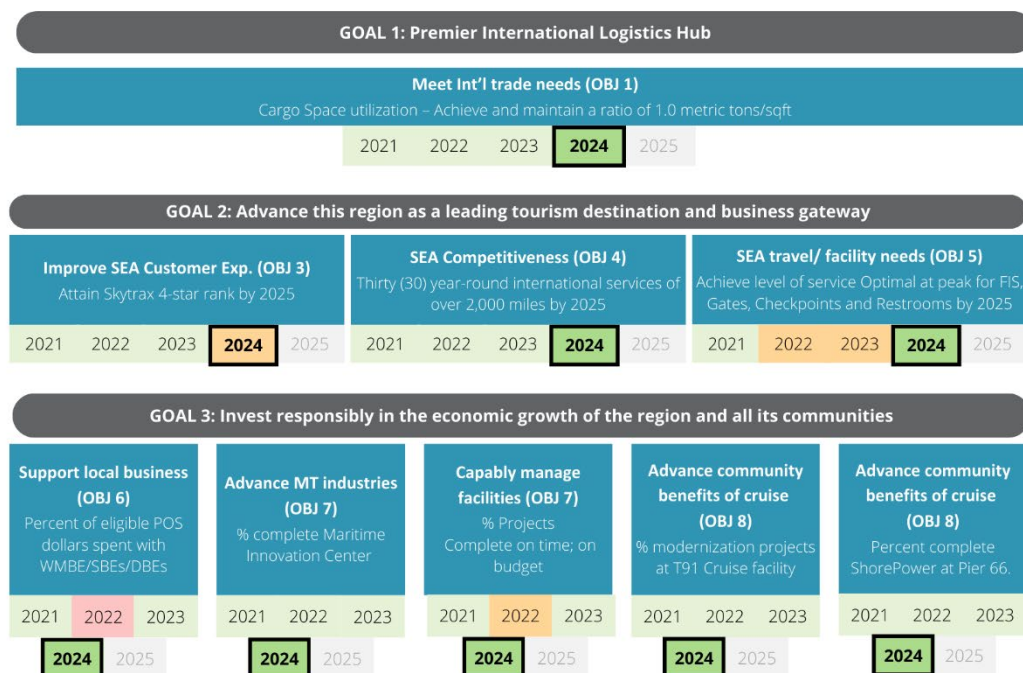 GOAL 1: Premier International Logistics Hub
Meet Int'l trade needs (OBJ 1)
Cargo Space utilization – Achieve and maintain a ratio of 1.0 metric tons/sqft
2021 2022 2023 2024 2025
GOAL 2: Advance this region as a leading tourism destination and business gateway
Improve SEA Customer Exp. (OBJ 3)
Attain Skytrax 4-star rank by 2025
2021 2022 2023 2024 2025
SEA Competitiveness (OBJ 4)
Thirty (30) year-round international services of
over 2,000 miles by 2025
2021 2022 2023 2024 2025
SEA travel/ facility needs (OBJ 5)
Achieve level of service Optimal at peak for FIS,
Gates, Checkpoints and Restrooms by 2025
2021 2022 2023 2024 2025
GOAL 3: Invest responsibly in the economic growth of the region and all its communities
Support local business
(OBJ 6)
Percent of eligible POS
dollars spent with
WMBE/SBEs/DBEs
2021 2022 2023
2024 2025
Advance MT industries
(OBJ 7)
% complete Maritime
Innovation Center
2021 2022 2023
2024 2025
Capably manage
facilities (OBJ 7)
% Projects
Complete on time; on
budget
2021 2022 2023
2024 2025
Advance community
benefits of cruise
(OBJ 8)
% modernization projects
at T91 Cruise facility
2021 2022 2023
2024 2025
Advance community
benefits of cruise
(OBJ 8)
Percent complete
ShorePower at Pier 66.
2021 2022 2023
2024 2025